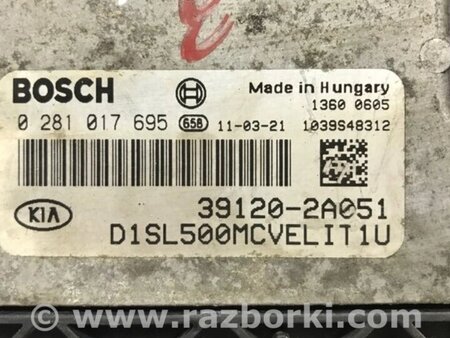 3
BOSCH
Made in Hungary
1360 0605
0 281 017 695 658 11-03-21 1039S48312
39120-2A051
KIA
D1SL500MCVELIT1U
www.razborki.com